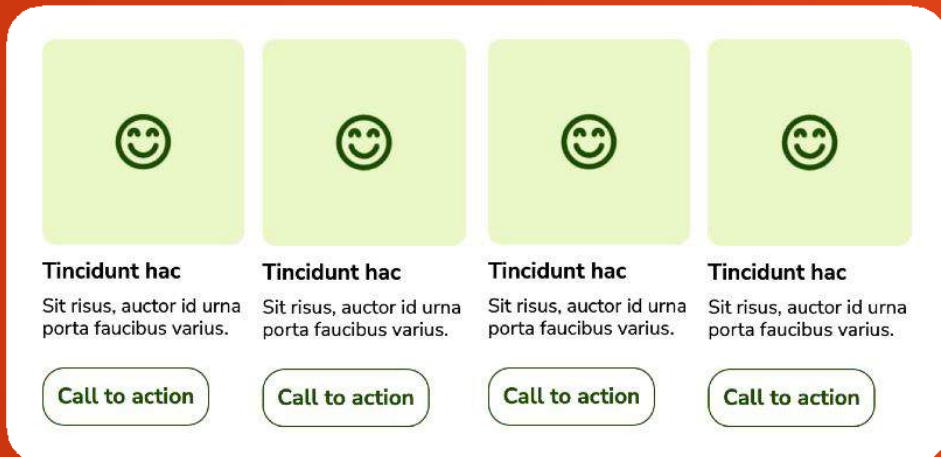 Tincidunt hac
Sit risus, auctor id urna
porta faucibus varius.
Call to action
Tincidunt hac
Sit risus, auctor id urna
porta faucibus varius.
Call to action
Tincidunt hac
Sit risus, auctor id urna
porta faucibus varius.
Call to action
Tincidunt hac
Sit risus, auctor id urna
porta faucibus varius.
Call to action